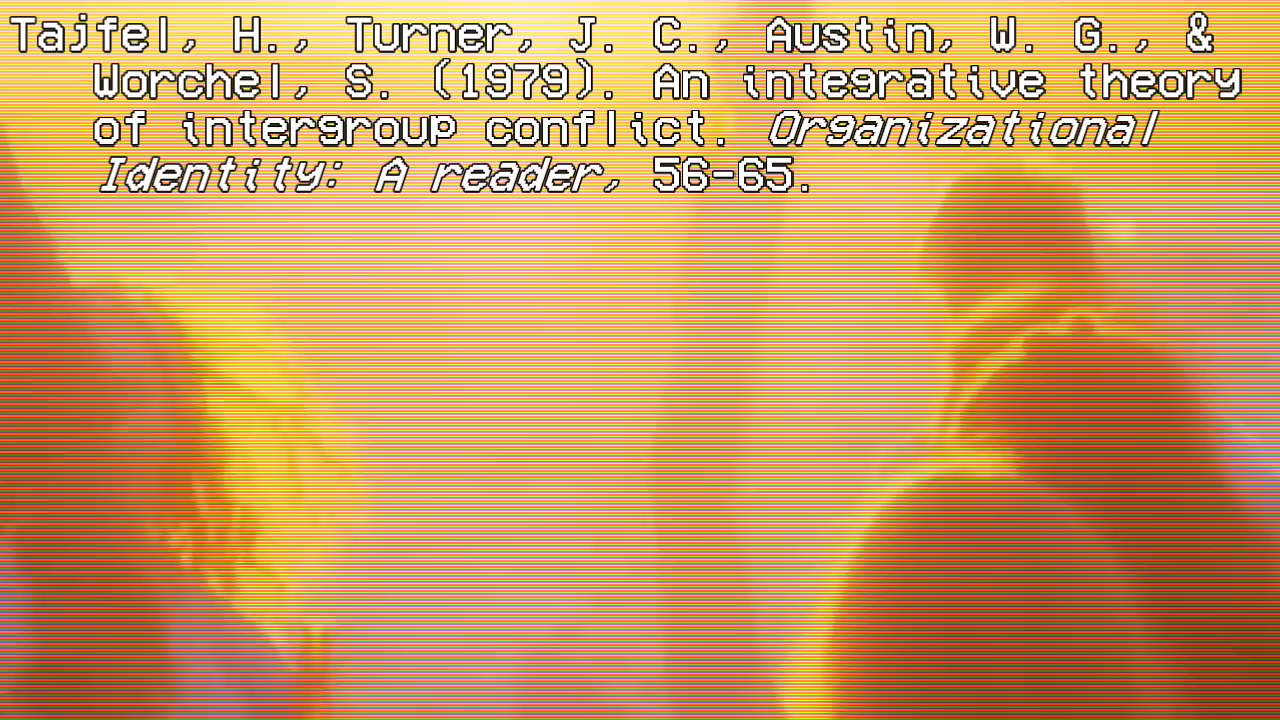 Tajfel, H., Turner, J. C., Austin, W. G., &
Worchel, S. (1979). An integrative theory
of intergroup conflict. Organizational
Identity: A reader, 56-65.